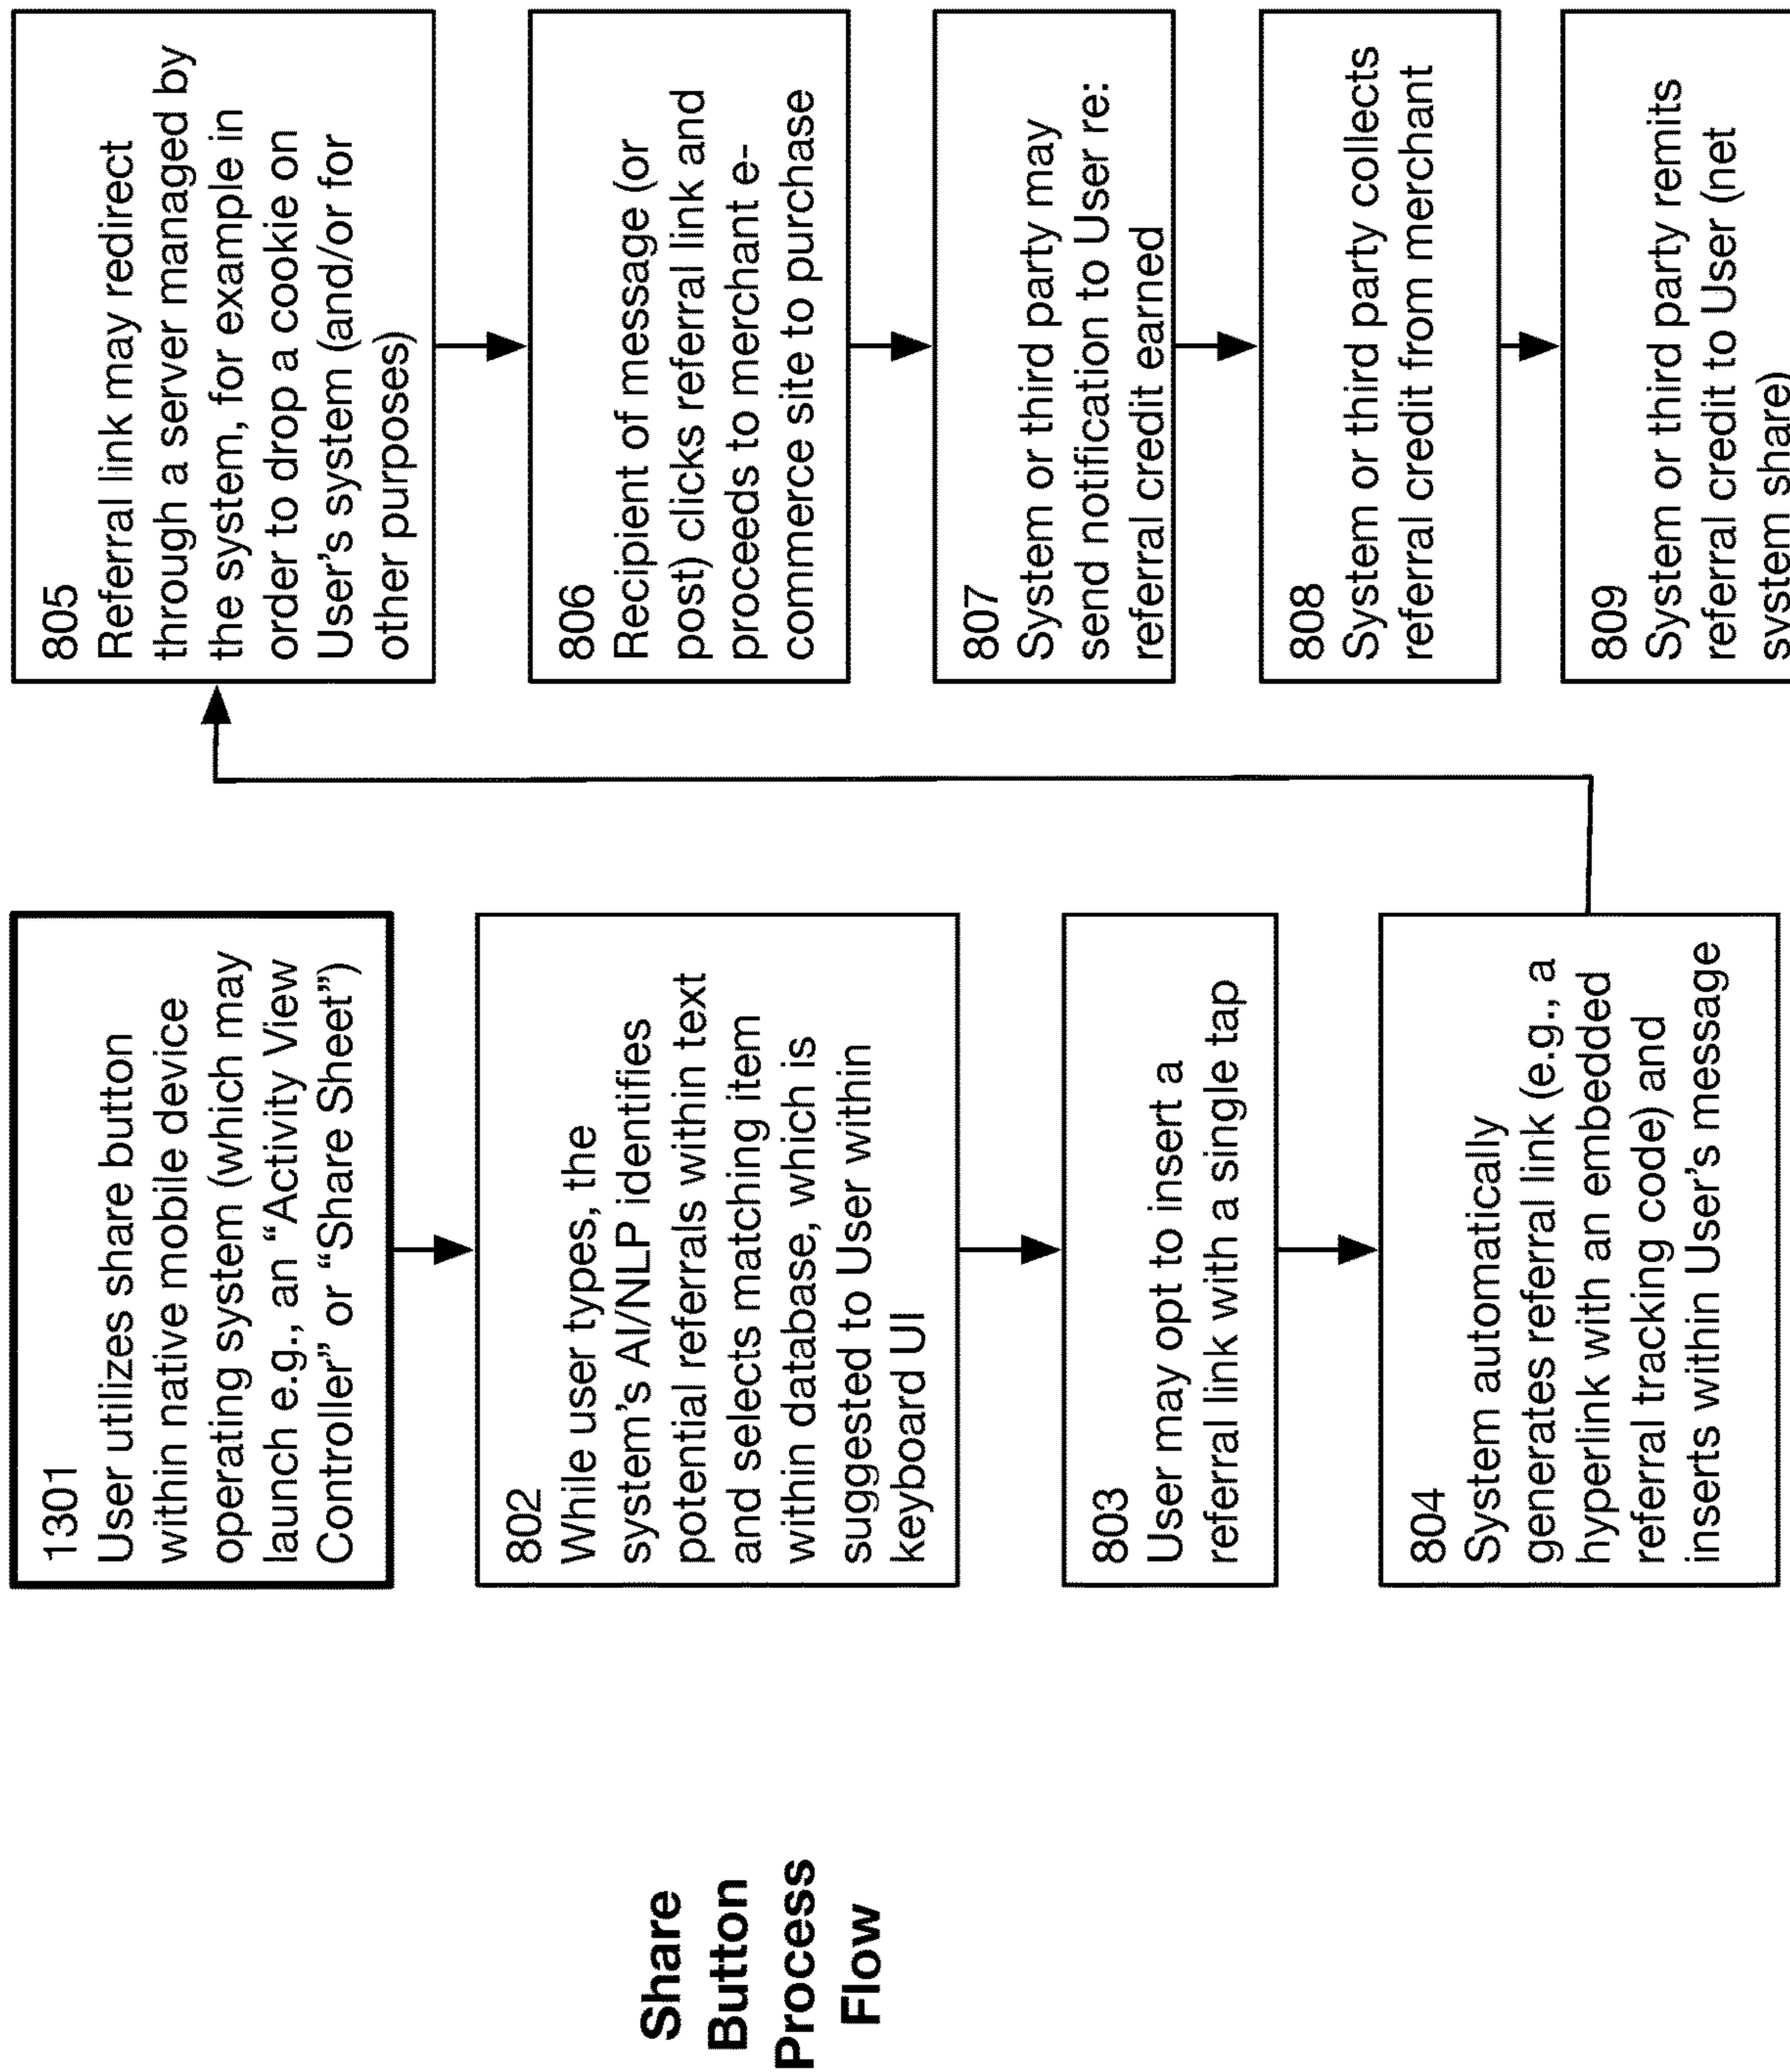 Share
Button
Process
Flow
1301
User utilizes share button
within native mobile device
operating system (which may
launch e.g., an “Activity View
Controller” or “Share Sheet”)
802
While user types, the
system’s AI/NLP identifies
potential referrals within text
and selects matching item
within database, which is
suggested to User within
keyboard UI
803
User may opt to insert a
referral link with a single tap
804
System automatically
generates referral link (e.g., a
hyperlink with an embedded
referral tracking code) and
inserts within User’s message
805
Referral link may redirect
through a server managed by
the system, for example in
order to drop a cookie on
User’s system (and/or for
other purposes)
806
Recipient of message (or
post) clicks referral link and
proceeds to merchant e-
commerce site to purchase
807
System or third party may
send notification to User re:
referral credit earned
808
System or third party collects
referral credit from merchant
809
System or third party remits
referral credit to User (net
system share)